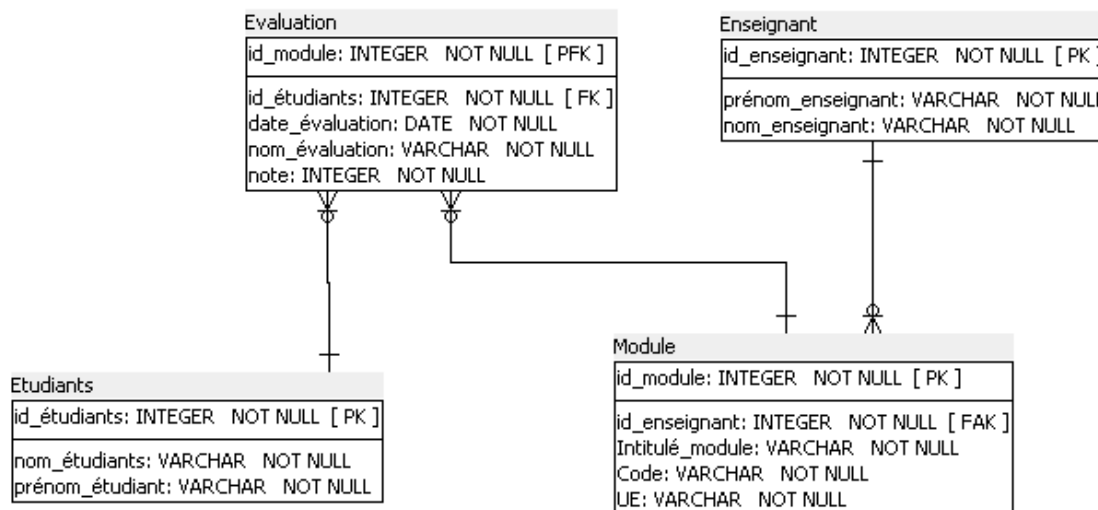 Evaluation
id_module: INTEGER NOT NULL [ PFK ]
id_étudiants: INTEGER NOT NULL [ FK ]
date_évaluation: DATE NOT NULL
nom_évaluation: VARCHAR NOT NULL
note: INTEGER NOT NULL
Enseignant
id_enseignant: INTEGER NOT NULL [ PK ]
prénom_enseignant: VARCHAR NOT NULL
nom_enseignant: VARCHAR NOT NULL
Etudiants
id_étudiants: INTEGER NOT NULL [ PK ]
nom_étudiants: VARCHAR NOT NULL
prénom_étudiant: VARCHAR NOT NULL
Module
id_module: INTEGER NOT NULL [ PK ]
id_enseignant: INTEGER NOT NULL [ FAK ]
Intitulé_module: VARCHAR NOT NULL
Code: VARCHAR NOT NULL
UE: VARCHAR NOT NULL